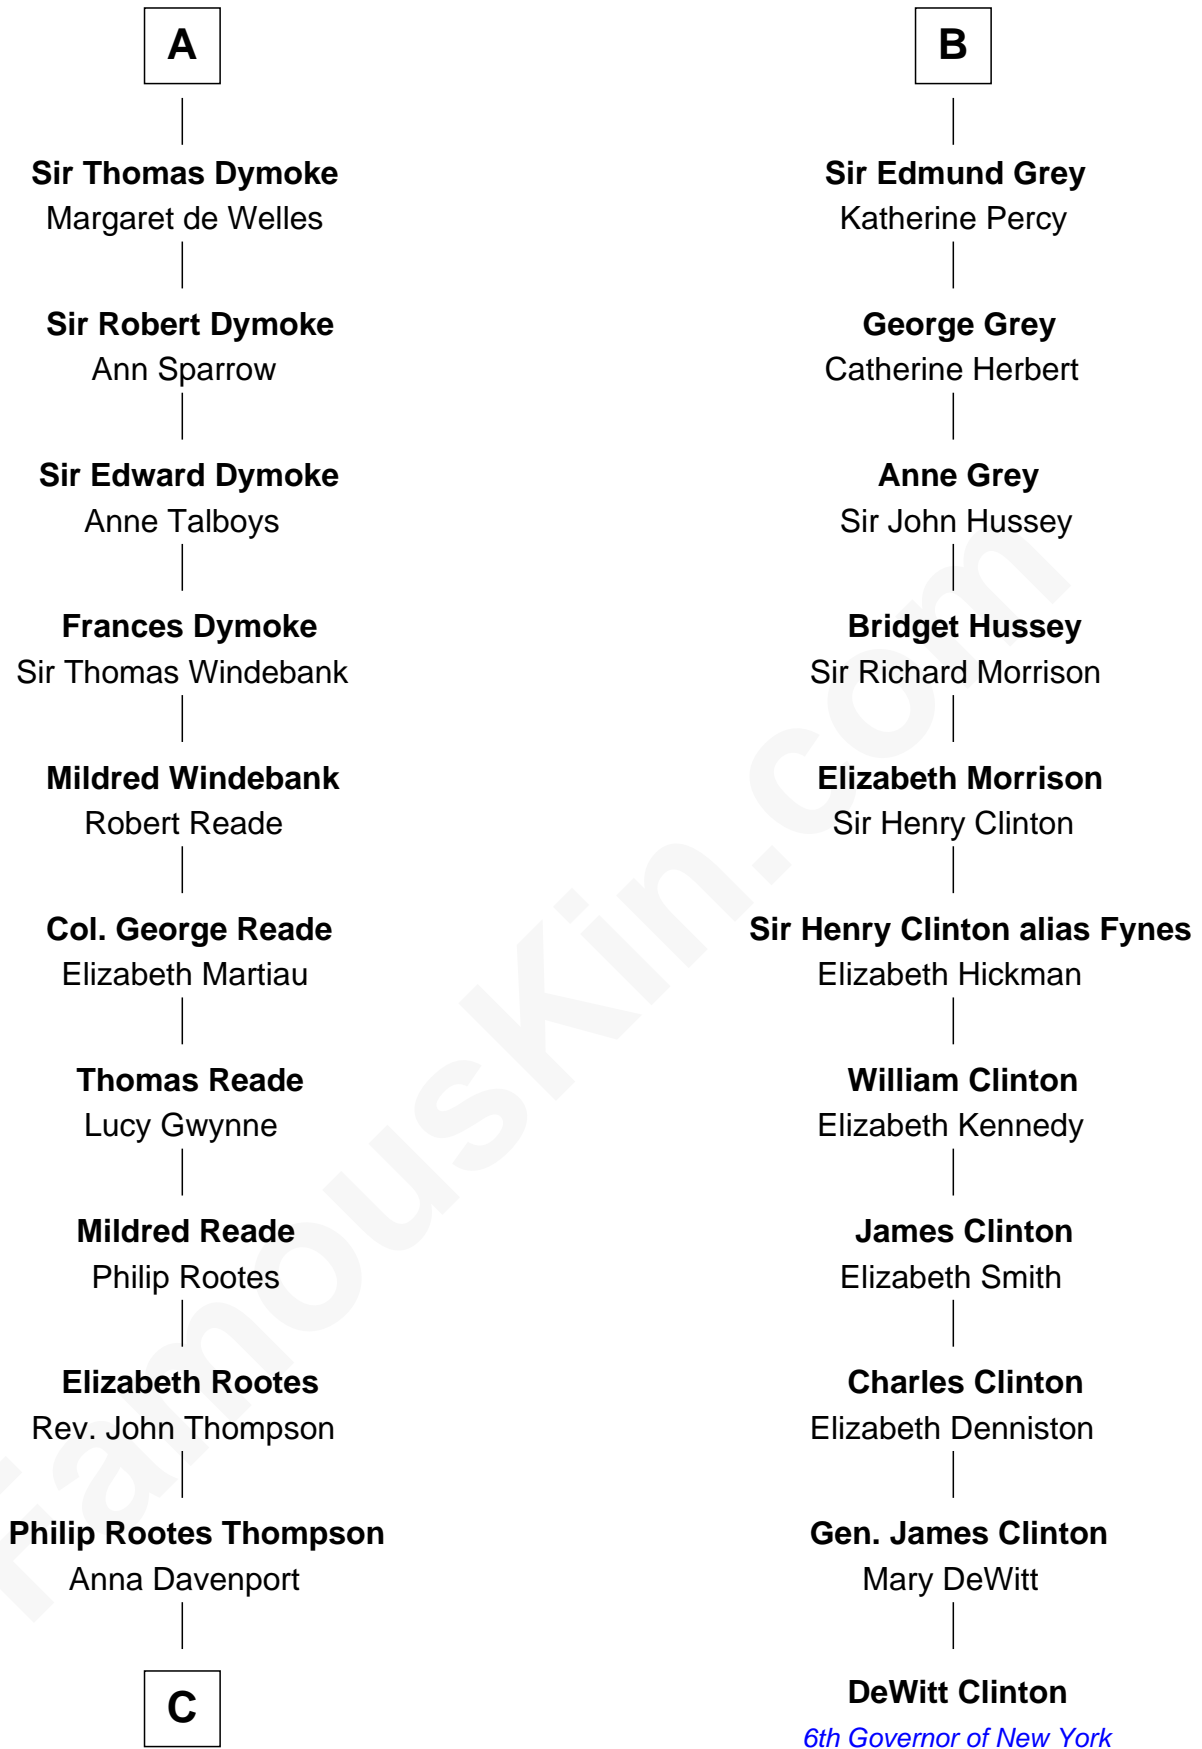 A
Sir Thomas Dymoke
Margaret de Welles
Sir Robert Dymoke
Ann Sparrow
Sir Edward Dymoke
Anne Talboys
Frances Dymoke
Sir Thomas Windebank
Mildred Windebank
Robert Reade
Col. George Reade
Elizabeth Martiau
Thomas Reade
Lucy Gwynne
Mildred Reade
Philip Rootes
Elizabeth Rootes
Rev. John Thompson
Philip Rootes Thompson
Anna Davenport
C
B
Sir Edmund Grey
Katherine Percy
George Grey
Catherine Herbert
Anne Grey
Sir John Hussey
Bridget Hussey
Sir Richard Morrison
Elizabeth Morrison
Sir Henry Clinton
Sir Henry Clinton alias Fynes
Elizabeth Hickman
William Clinton
Elizabeth Kennedy
James Clinton
Elizabeth Smith
Charles Clinton
Elizabeth Denniston
Gen. James Clinton
Mary DeWitt
DeWitt Clinton
6th Governor of New York
FamousKin.com